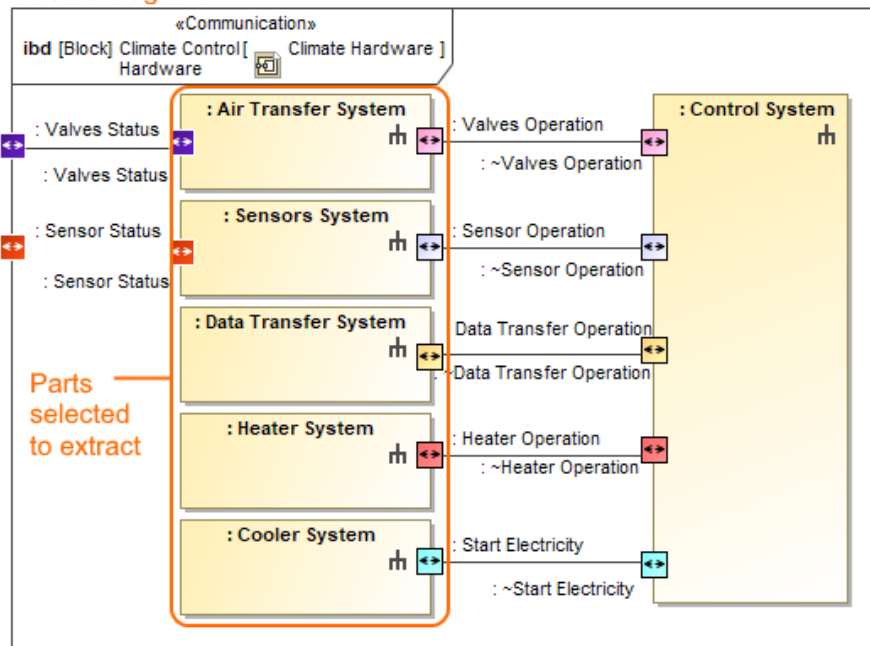 «Communication»
ibd [Block] Climate Control[ Climate Hardware ]
Hardware
: Air Transfer System
: Control System
: Valves Status
: Valves Operation
: ~Valves Operation
: Valves Status
: Sensors System
: Sensor Status
: Sensor Operation
: ~Sensor Operation
: Sensor Status
: Data Transfer System
Data Transfer Operation
: ~Data Transfer Operation
Parts
selected
to extract
: Heater System
: Heater Operation
: ~Heater Operation
: Cooler System
: Start Electricity
: ~Start Electricity